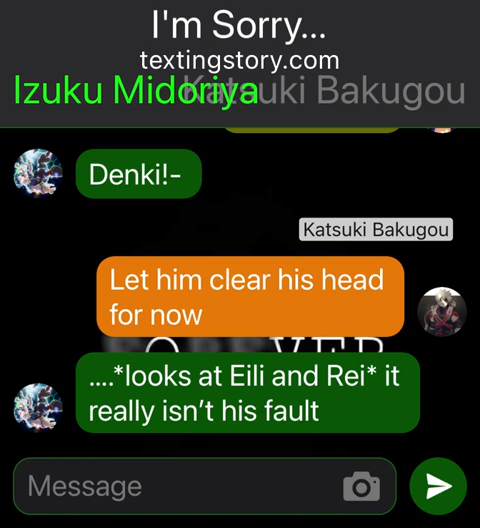 I'm Sorry...
textingstory.com
Izuku Midoriya Katsuki Bakugou
Denki!-
Katsuki Bakugou
Let him clear his head
for now
....*looks at Eili and Rei* it
really isn’t his fault
Message